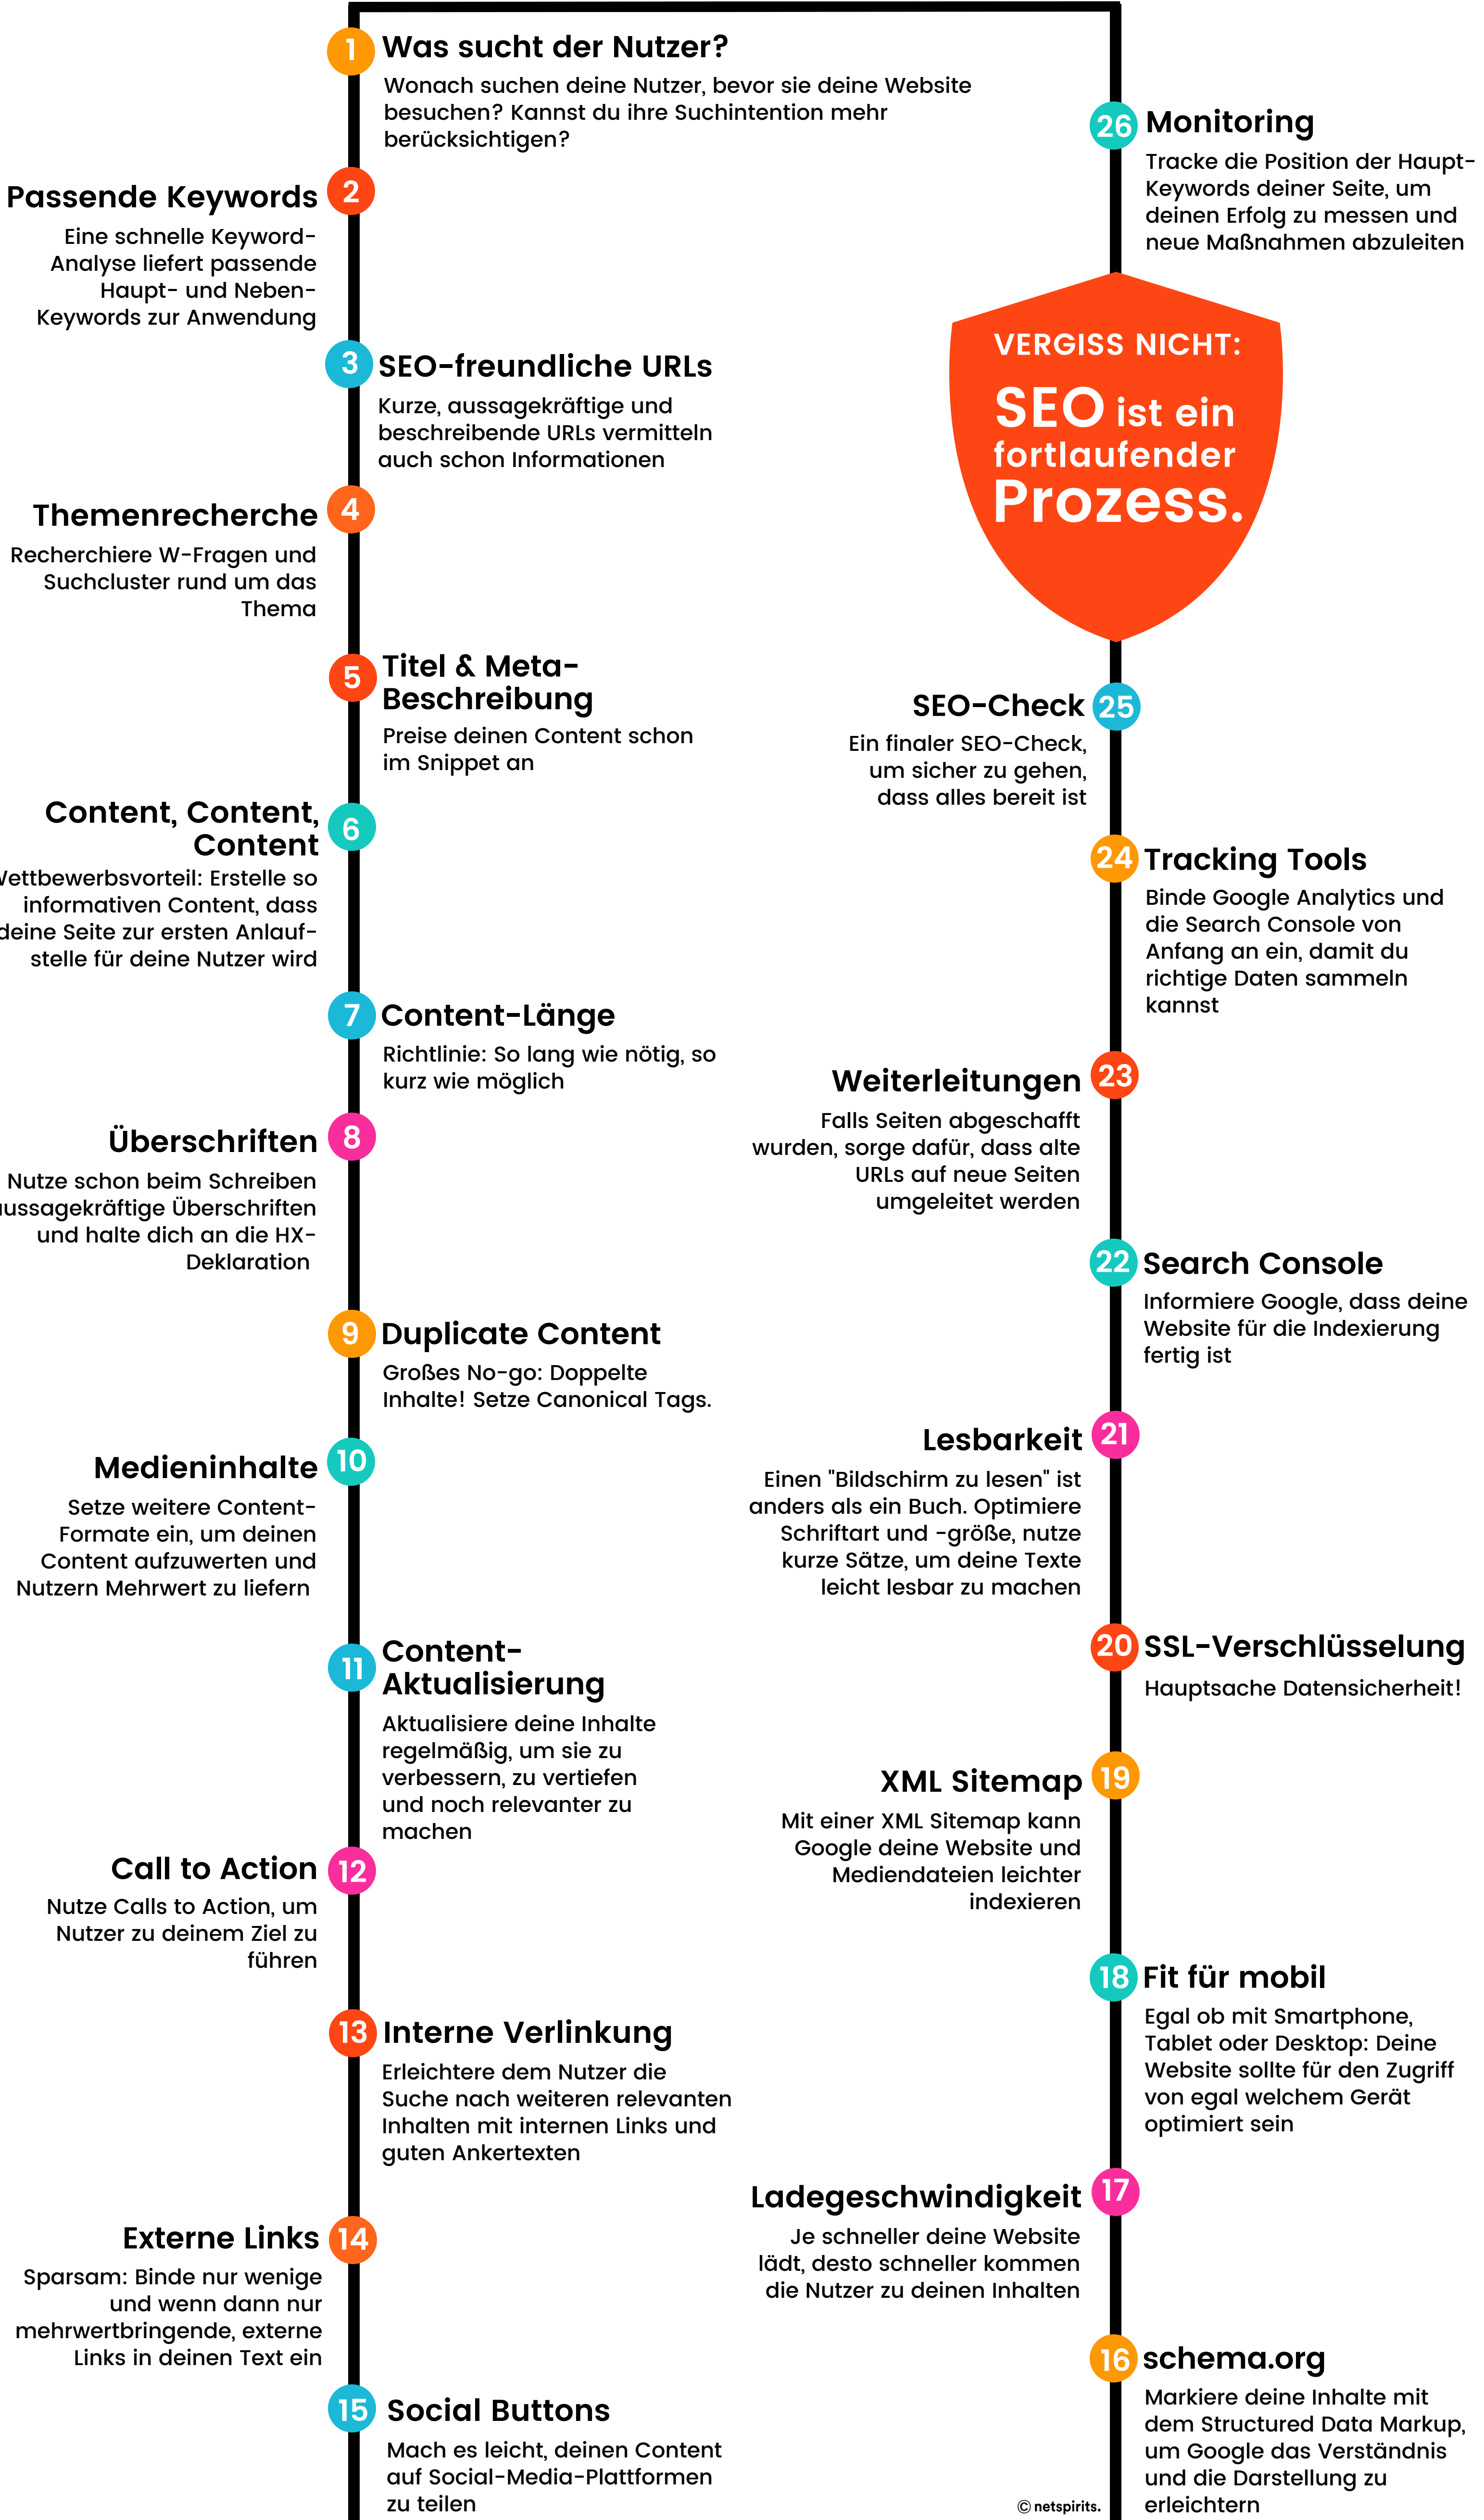 1
Was sucht der Nutzer?
Wonach suchen deine Nutzer, bevor sie deine Website
besuchen? Kannst du ihre Suchintention mehr
berücksichtigen?
2
Passende Keywords
Eine schnelle Keyword-
Analyse liefert passende
Haupt- und Neben-
Keywords zur Anwendung
3
SEO-freundliche URLs
Kurze, aussagekräftige und
beschreibende URLs vermitteln
auch schon Informationen
4
Themenrecherche
Recherchiere W-Fragen und
Suchcluster rund um das
Thema
5
Titel & Meta-
Beschreibung
Preise deinen Content schon
im Snippet an
6
Content, Content,
Content
Wettbewerbsvorteil: Erstelle so
informativen Content, dass
deine Seite zur ersten Anlauf-
stelle für deine Nutzer wird
7
Content-Länge
Richtlinie: So lang wie nötig, so
kurz wie möglich
8
Überschriften
Nutze schon beim Schreiben
aussagekräftige Überschriften
und halte dich an die HX-
Deklaration
9
Duplicate Content
Großes No-go: Doppelte
Inhalte! Setze Canonical Tags.
10
Medieninhalte
Setze weitere Content-
Formate ein, um deinen
Content aufzuwerten und
Nutzern Mehrwert zu liefern
11
Content-
Aktualisierung
Aktualisiere deine Inhalte
regelmäßig, um sie zu
verbessern, zu vertiefen
und noch relevanter zu
machen
12
Call to Action
Nutze Calls to Action, um
Nutzer zu deinem Ziel zu
führen
13
Interne Verlinkung
Erleichtere dem Nutzer die
Suche nach weiteren relevanten
Inhalten mit internen Links und
guten Ankertexten
14
Externe Links
Sparsam: Binde nur wenige
und wenn dann nur
mehrwertbringende, externe
Links in deinen Text ein
15
Social Buttons
Mach es leicht, deinen Content
auf Social-Media-Plattformen
zu teilen
16
schema.org
Markiere deine Inhalte mit
dem Structured Data Markup,
um Google das Verständnis
und die Darstellung zu
erleichtern
17
Ladegeschwindigkeit
Je schneller deine Website
lädt, desto schneller kommen
die Nutzer zu deinen Inhalten
18
Fit für mobil
Egal ob mit Smartphone,
Tablet oder Desktop: Deine
Website sollte für den Zugriff
von egal welchem Gerät
optimiert sein
19
XML Sitemap
Mit einer XML Sitemap kann
Google deine Website und
Mediendateien leichter
indexieren
20
SSL-Verschlüsselung
Hauptsache Datensicherheit!
21
Lesbarkeit
Einen "Bildschirm zu lesen" ist
anders als ein Buch. Optimiere
Schriftart und -größe, nutze
kurze Sätze, um deine Texte
leicht lesbar zu machen
22
Search Console
Informiere Google, dass deine
Website für die Indexierung
fertig ist
23
Weiterleitungen
Falls Seiten abgeschafft
wurden, sorge dafür, dass alte
URLs auf neue Seiten
umgeleitet werden
24
Tracking Tools
Binde Google Analytics und
die Search Console von
Anfang an ein, damit du
richtige Daten sammeln
kannst
25
SEO-Check
Ein finaler SEO-Check,
um sicher zu gehen,
dass alles bereit ist
VERGISS NICHT:
SEO ist ein
fortlaufender
Prozess.
26
Monitoring
Tracke die Position der Haupt-
Keywords deiner Seite, um
deinen Erfolg zu messen und
neue Maßnahmen abzuleiten
© netspirits.